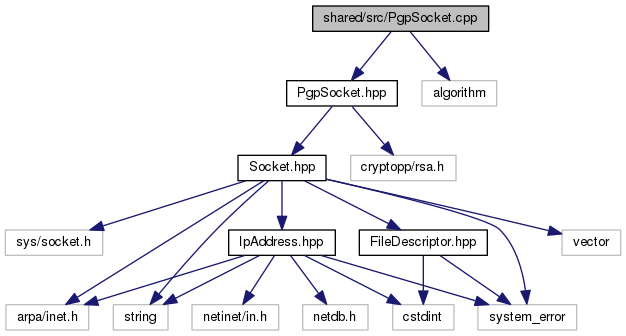 shared/src/PgpSocket.cpp
PgpSocket.hpp
algorithm
Socket.hpp
cryptopp/rsa.h
sys/socket.h
IpAddress.hpp
FileDescriptor.hpp
vector
arpa/inet.h
string
netinet/in.h
netdb.h
cstdint
system_error